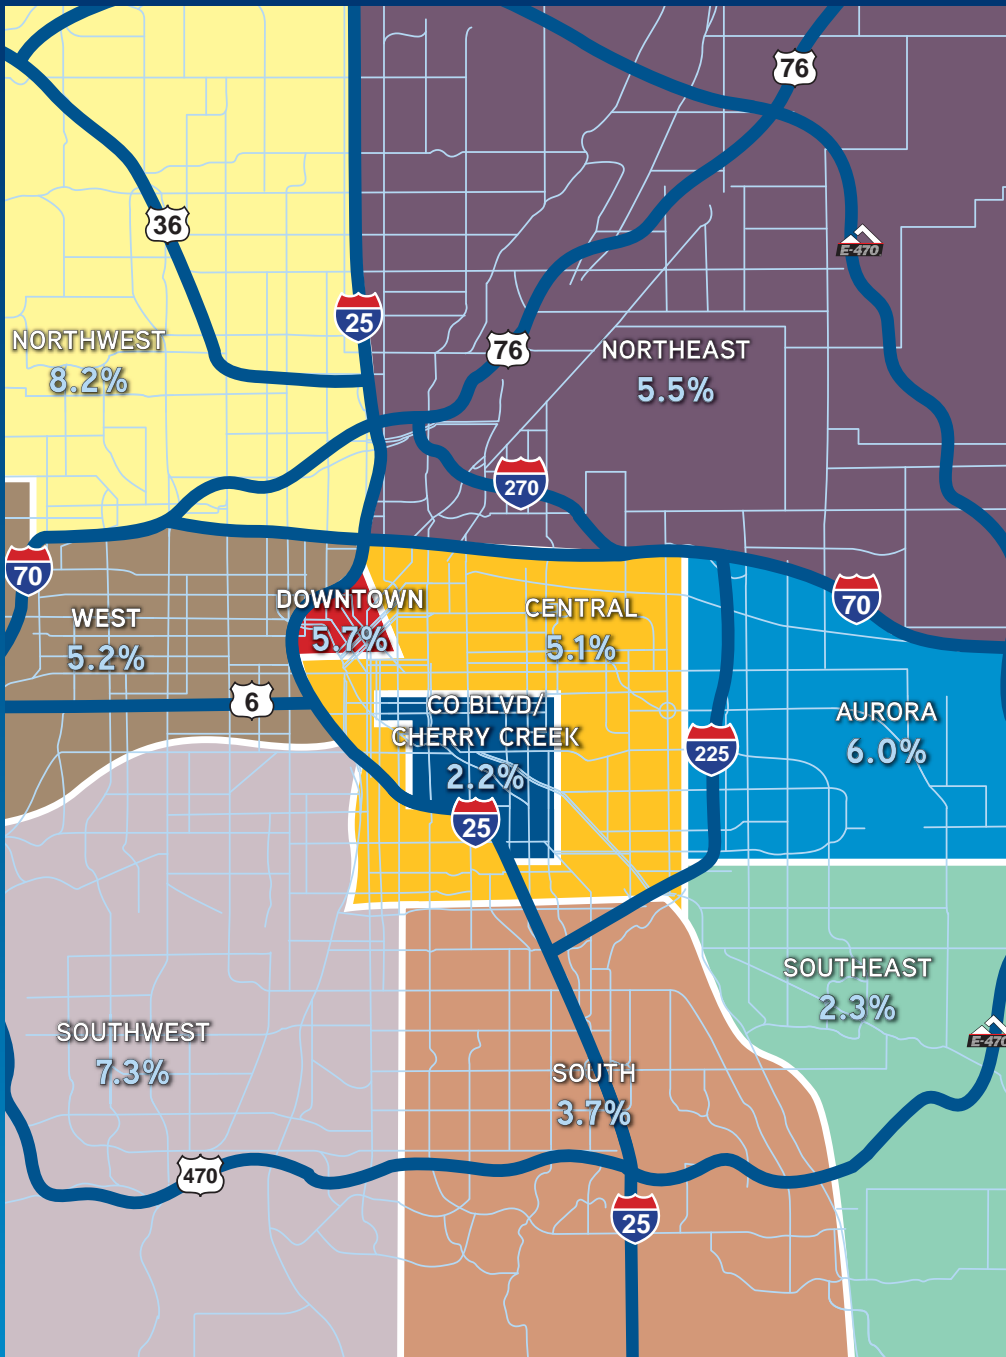 76
36
E-470
25
NORTHWEST
8.2%
76
NORTHEAST
5.5%
270
70
70
DOWNTOWN
5.7%
CENTRAL
5.1%
WEST
5.2%
6
CO BLVD/
CHERRY CREEK
2.2%
225
AURORA
6.0%
25
SOUTHEAST
2.3%
E-470
SOUTHWEST
7.3%
SOUTH
3.7%
470
25